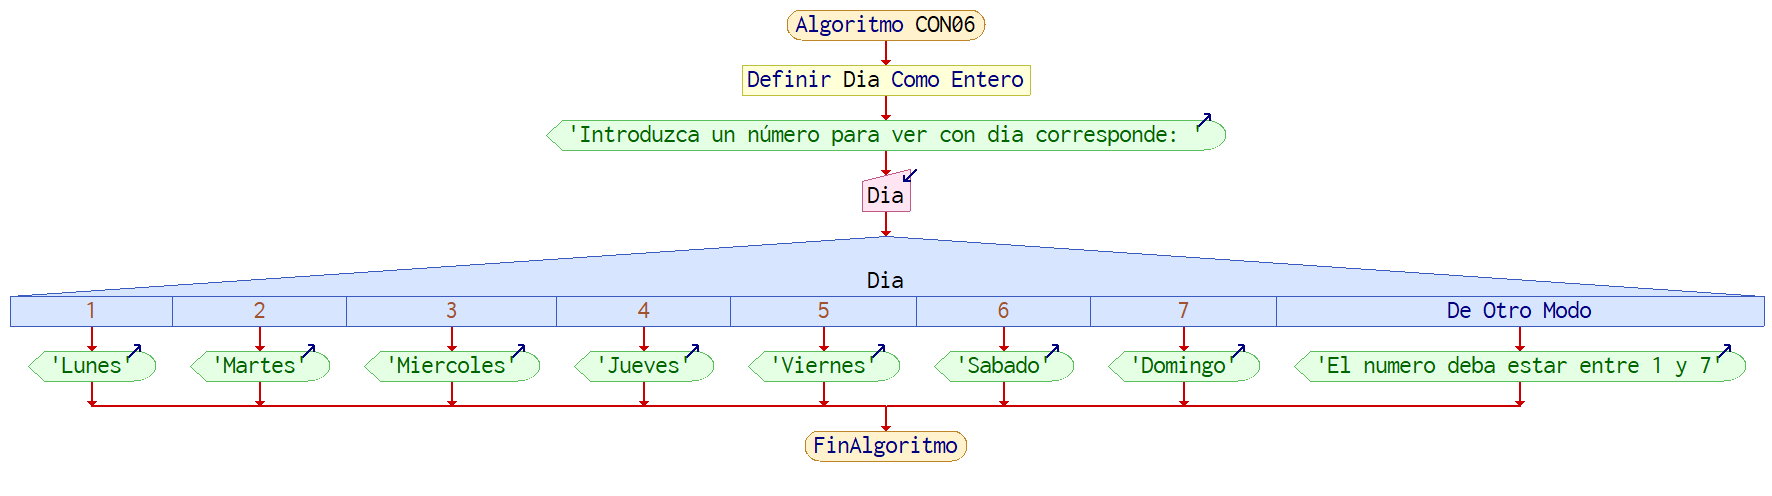 Algoritmo CON06
Definir Dia Como Entero
'Introduzca un número para ver con dia corresponde: '
Dia
Dia
1 2 3 4 5 6 7 De Otro Modo
'Lunes' 'Martes' 'Miercoles' 'Jueves' 'Viernes' 'Sabado' 'Domingo' 'El numero deba estar entre 1 y 7'
FinAlgoritmo